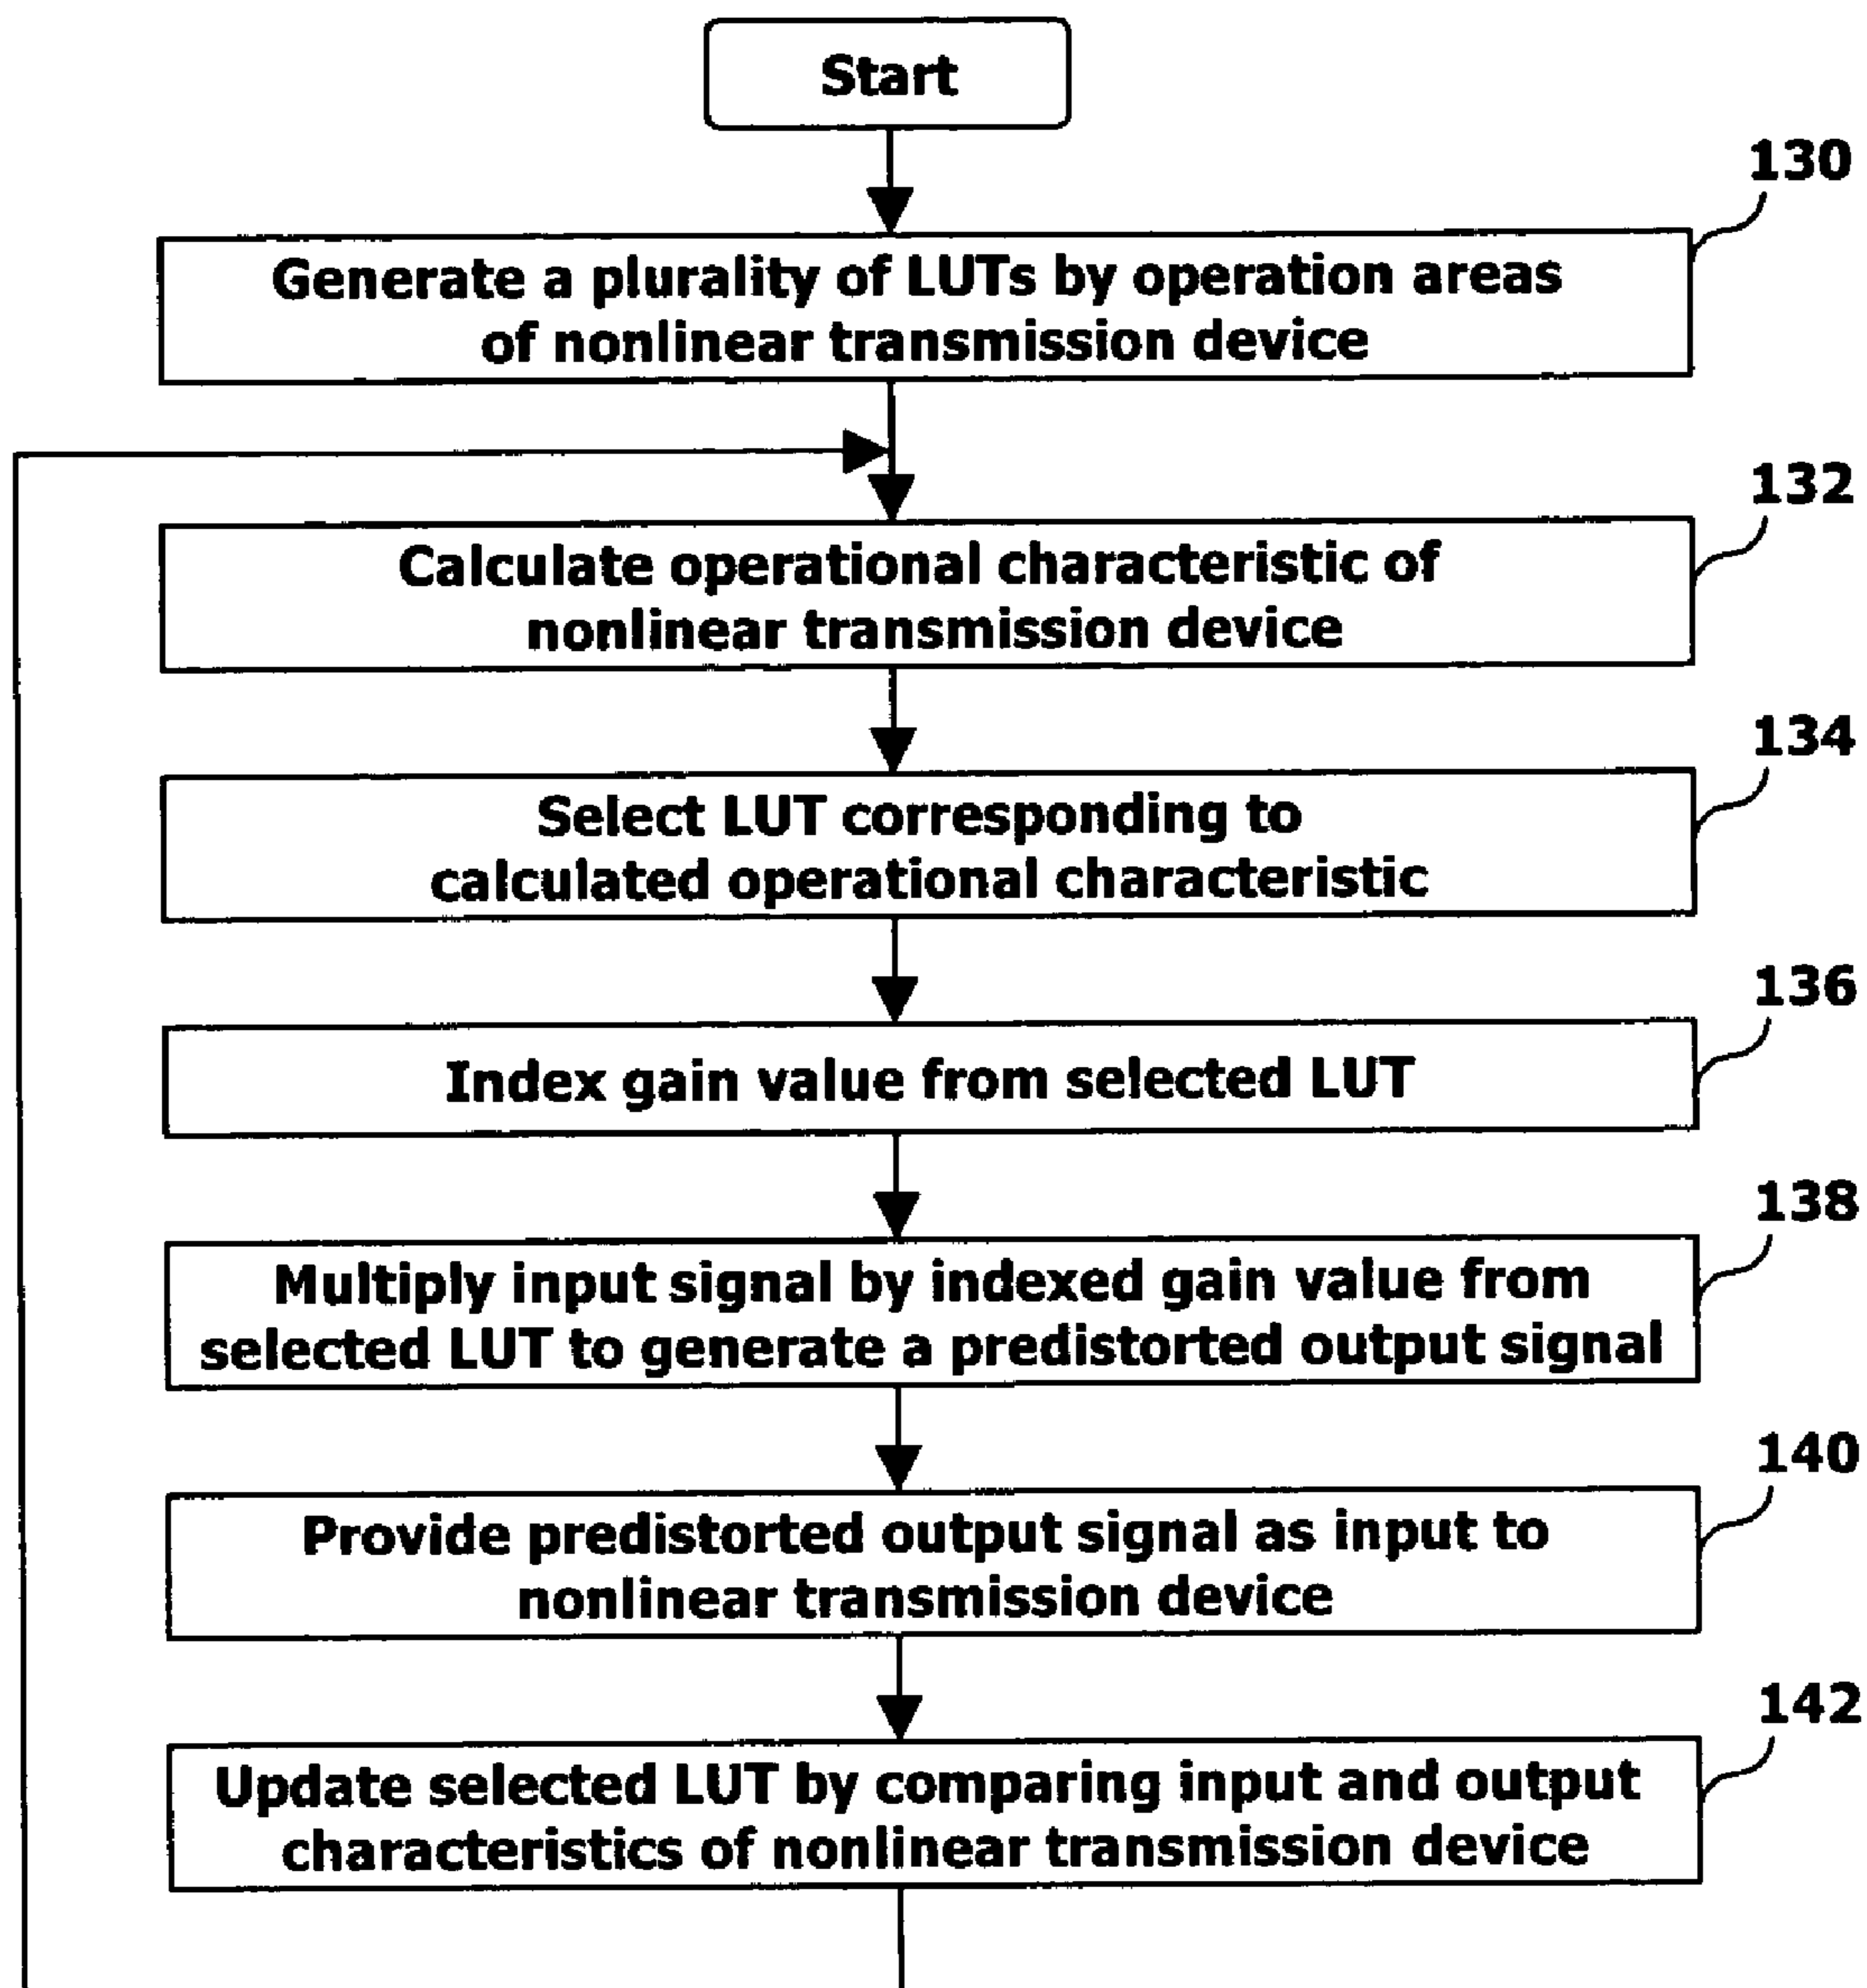 Start
130
Generate a plurality of LUTs by operation areas
of nonlinear transmission device
132
Calculate operational characteristic of
nonlinear transmission device
134
Select LUT corresponding to
calculated operational characteristic
136
Index gain value from selected LUT
138
Multiply input signal by indexed gain value from
selected LUT to generate a predistorted output signal
140
Provide predistorted output signal as input to
nonlinear transmission device
142
Update selected LUT by comparing input and output
characteristics of nonlinear transmission device